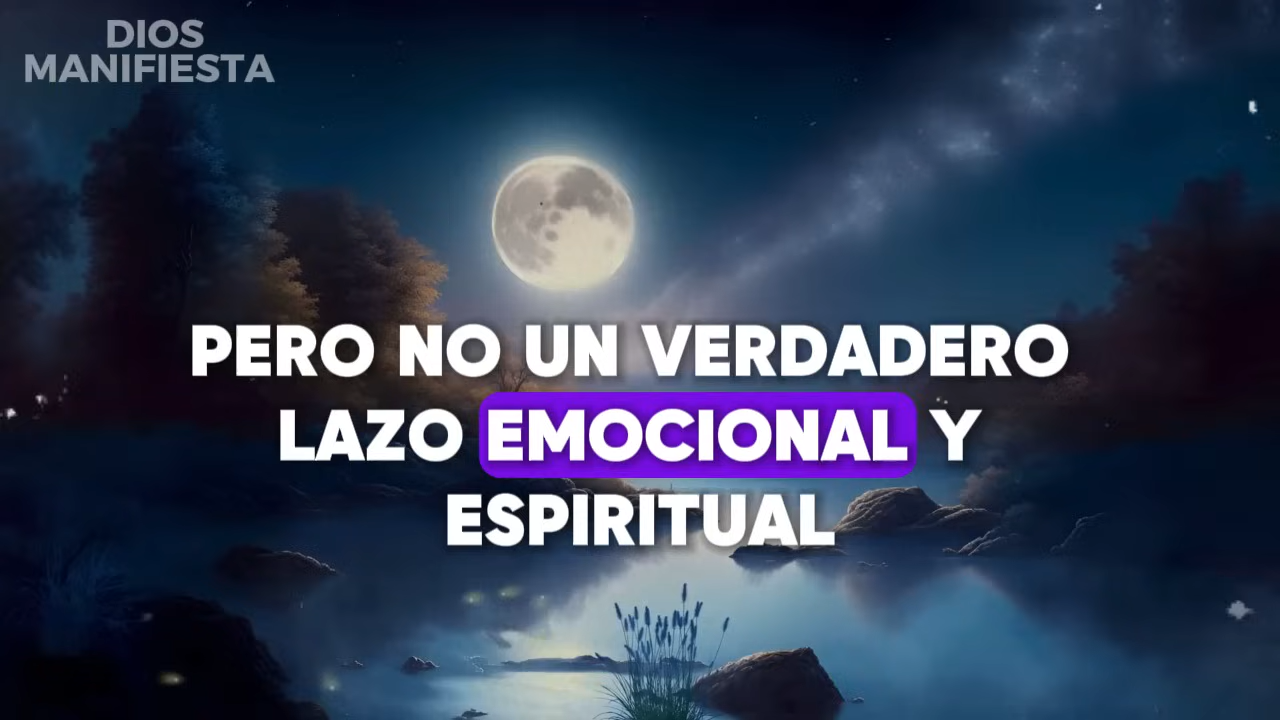 DIOS
MANIFIESTA
PERO NO UN VERDADERO
LAZO EMOCIONAL Y
ESPIRITUAL